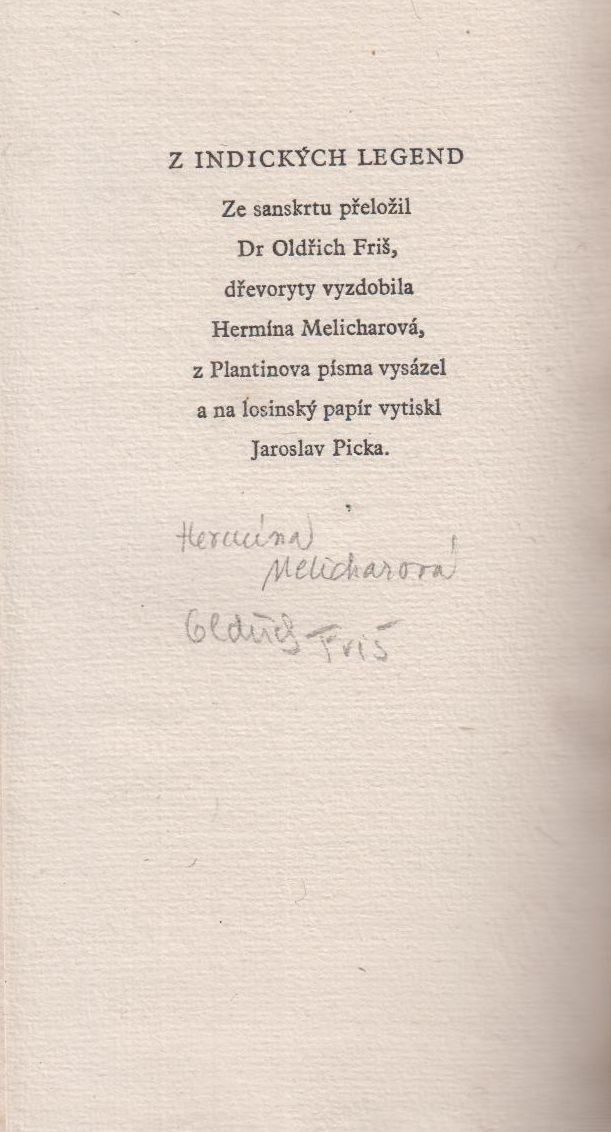 Z INDICKÝCH LEGEND
Ze sanskrtu přeložil
Dr Oldřich Friš,
dřevoryty vyzdobila
Hermína Melicharová,
z Plantinova písma vysázel
a na losinský papír vytiskl
Jaroslav Picka.
Hermína
Melicharová
Oldřich Friš